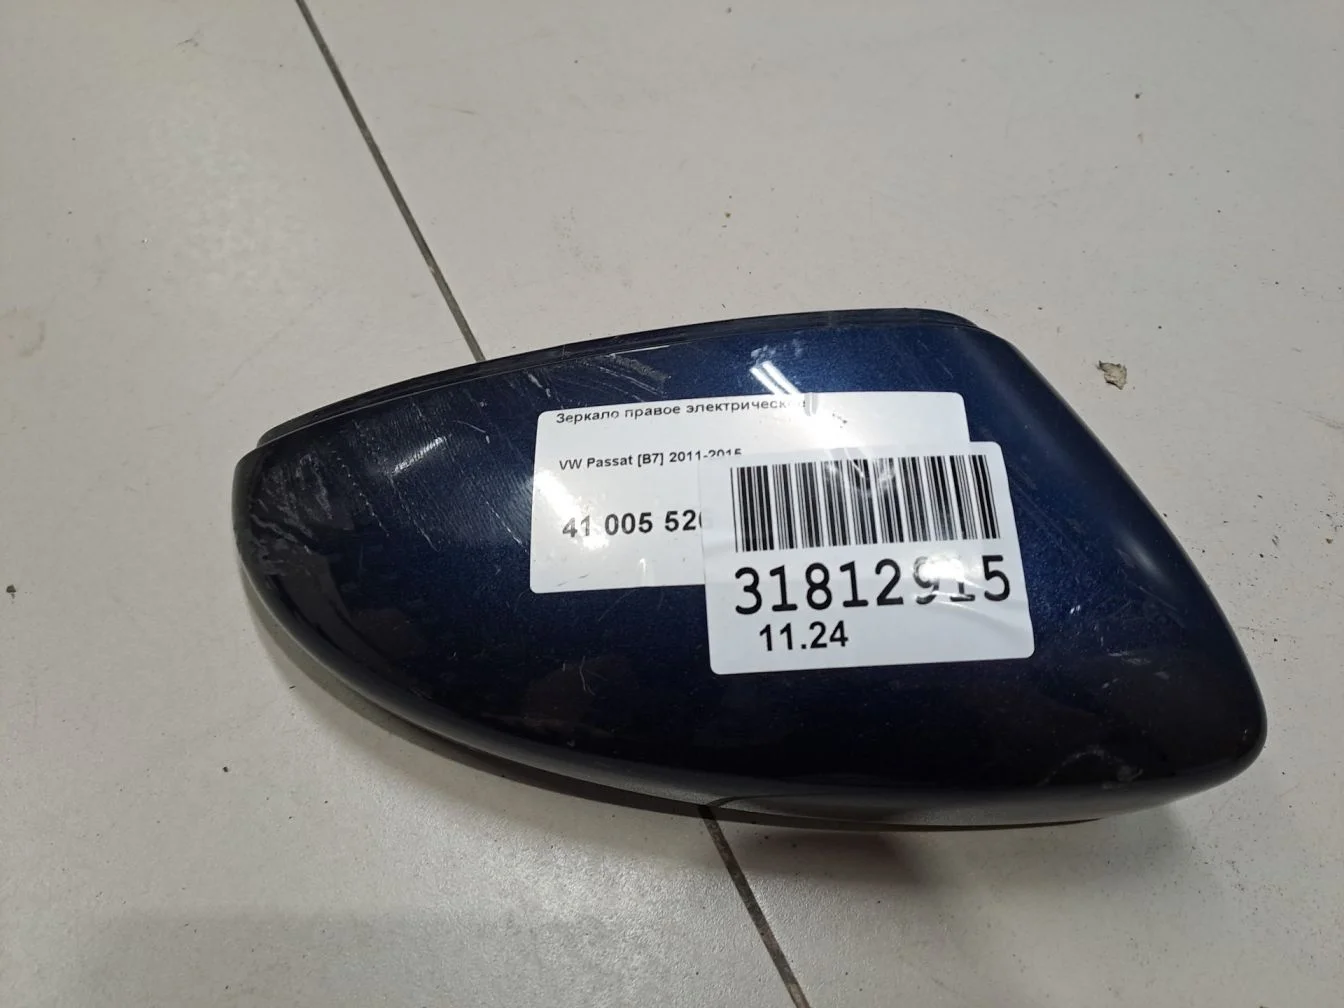 Зеркало правое электрическое
VW Passat [B7] 2011-2015
41 005 52
31812915
11.24